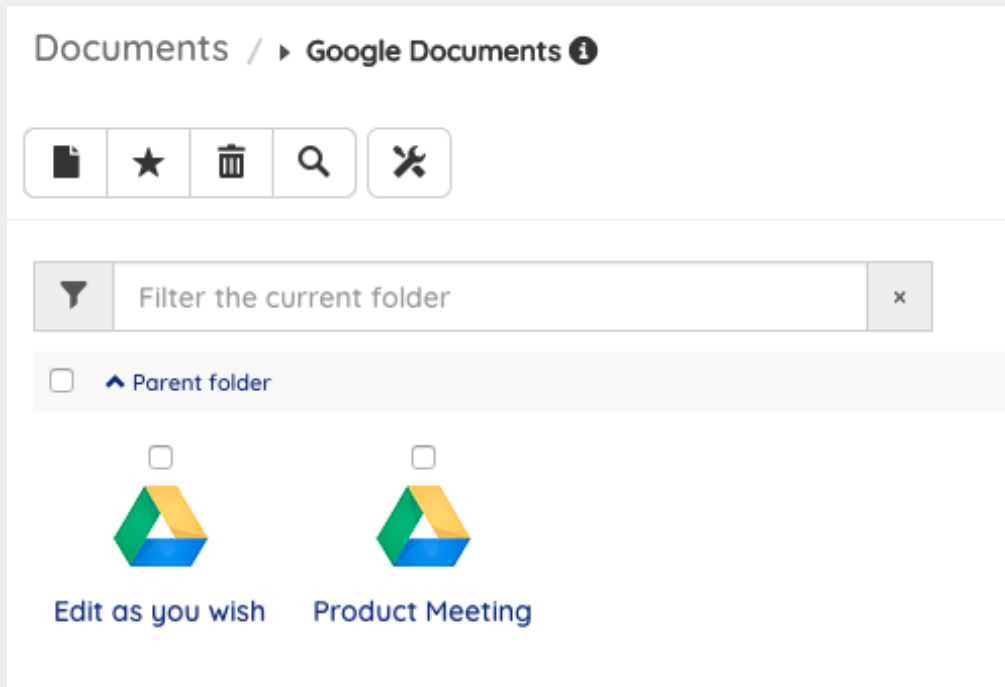 Documents / Google Documents
Filter the current folder
Parent folder
Edit as you wish
Product Meeting